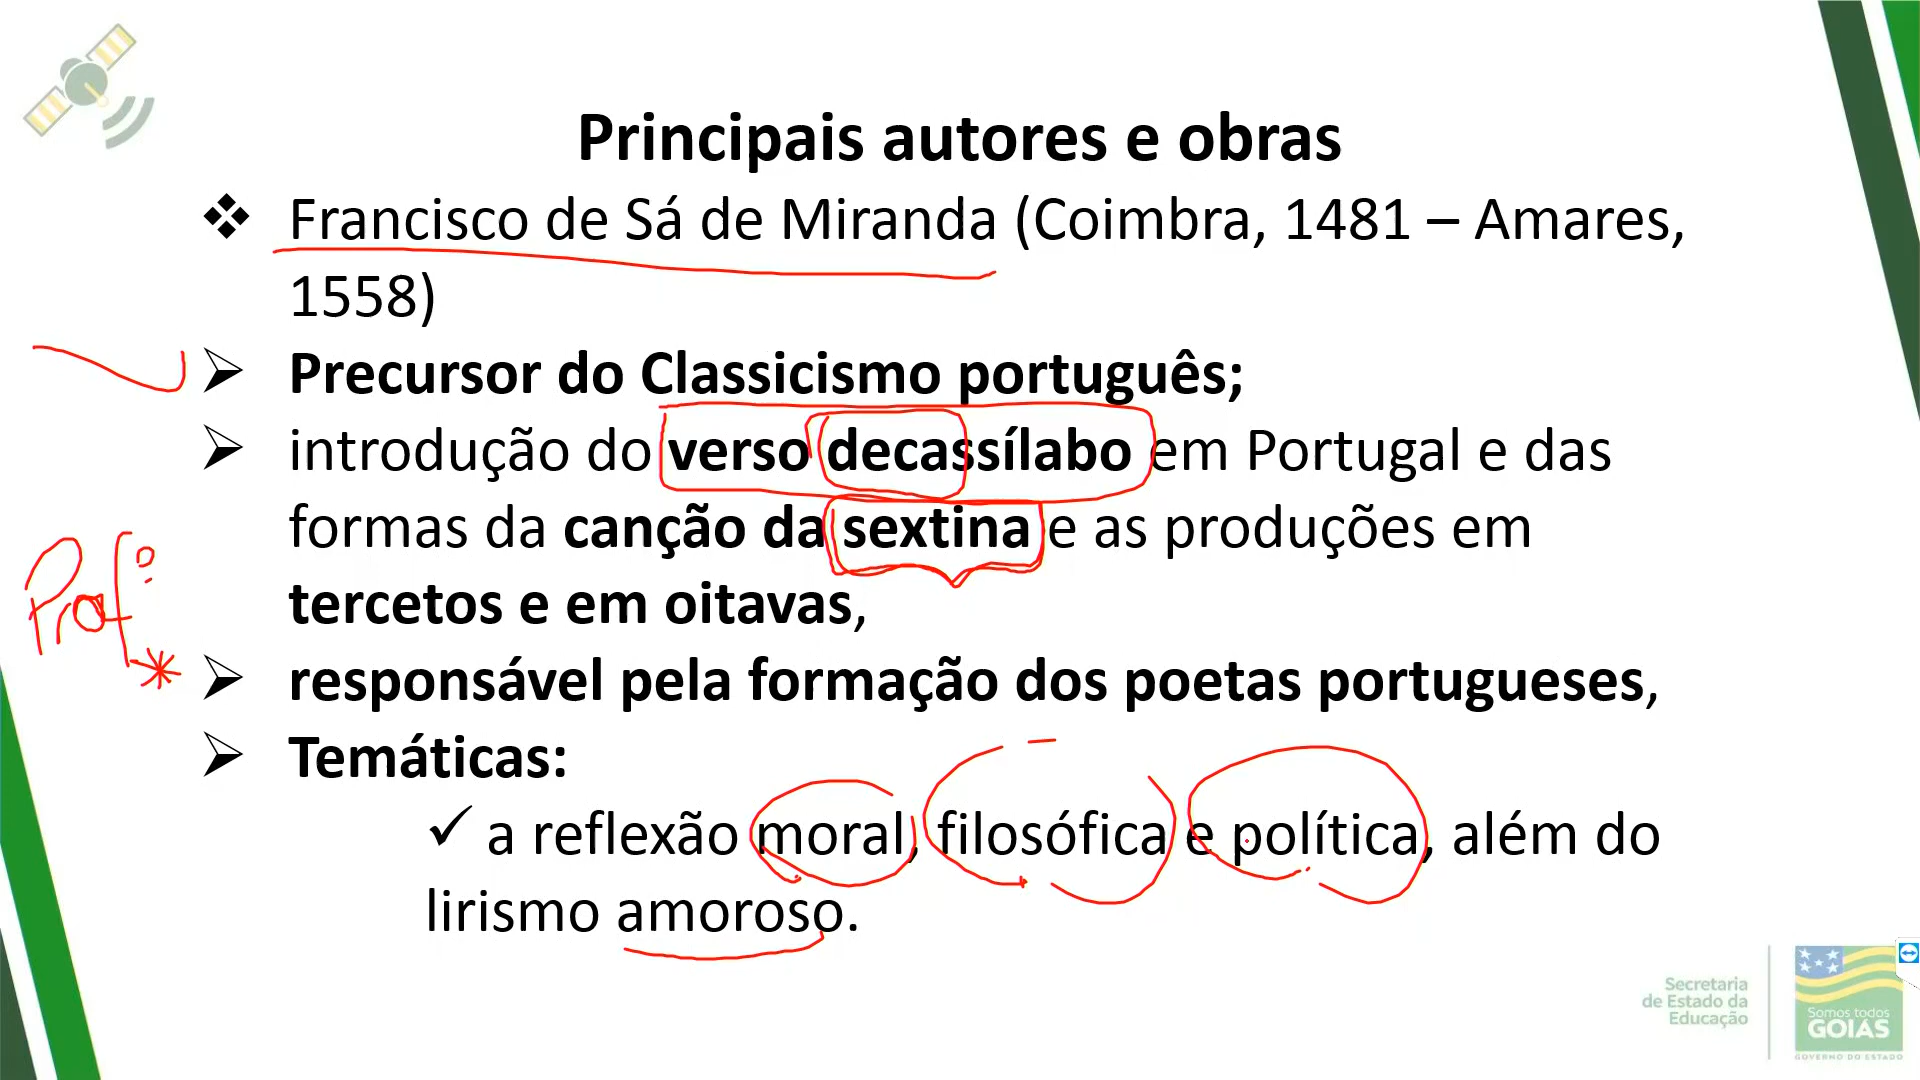 Principais autores e obras
Francisco de Sá de Miranda (Coimbra, 1481 – Amares,
1558)
Precursor do Classicismo português;
introdução do verso decassílabo em Portugal e das
formas da canção da sextina e as produções em
tercetos e em oitavas,
Prof.º
responsável pela formação dos poetas portugueses,
Temáticas:
a reflexão moral, filosófica e política, além do
lirismo amoroso.
Secretaria
de Estado da
Educação
Somos todos
GOIÁS
GOVERNO DO ESTADO